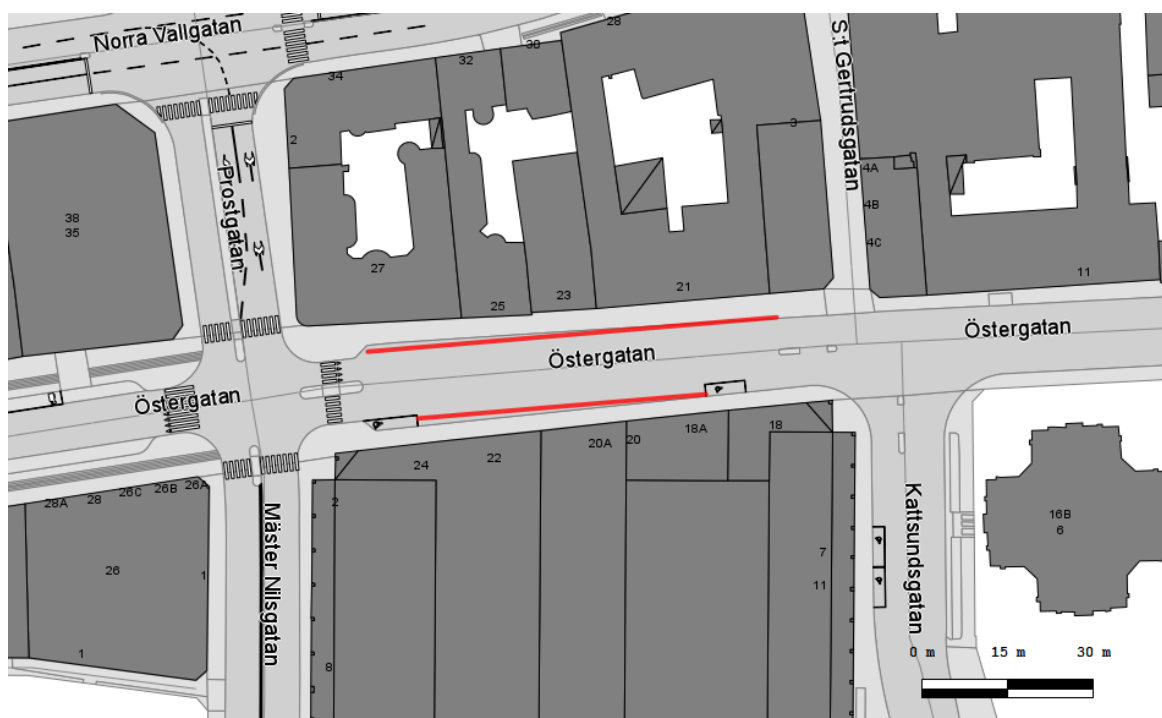 Norra Vallgatan
34
32
30
28
S:t Gertrudsgatan
2
3
Prostgatan
4A
4B
4C
38
35
27
25
23
21
11
Östergatan
Östergatan
Östergatan
18A
18
20A
20
22
24
28A
28
26C
26B
26A
2
Mäster Nilsgatan
Kattsundsgatan
16B
6
7
11
26
1
1
8
0 m
15 m
30 m